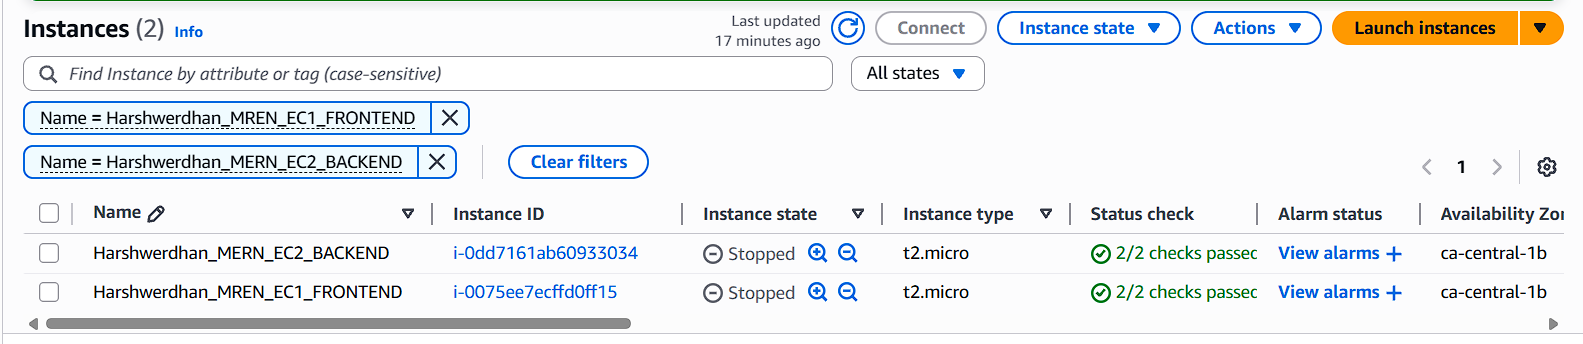 Instances (2) Info
Last updated
17 minutes ago
Connect
Instance state
Actions
Launch instances
Find Instance by attribute or tag (case-sensitive)
All states
Name = Harshwerdhan_MREN_EC1_FRONTEND
Name = Harshwerdhan_MERN_EC2_BACKEND
Clear filters
1
Name Instance ID Instance state Instance type Status check Alarm status Availability Zon
Harshwerdhan_MERN_EC2_BACKEND i-0dd7161ab60933034 Stopped t2.micro 2/2 checks passed View alarms + ca-central-1b
Harshwerdhan_MREN_EC1_FRONTEND i-0075ee7ecffd0ff15 Stopped t2.micro 2/2 checks passed View alarms + ca-central-1b